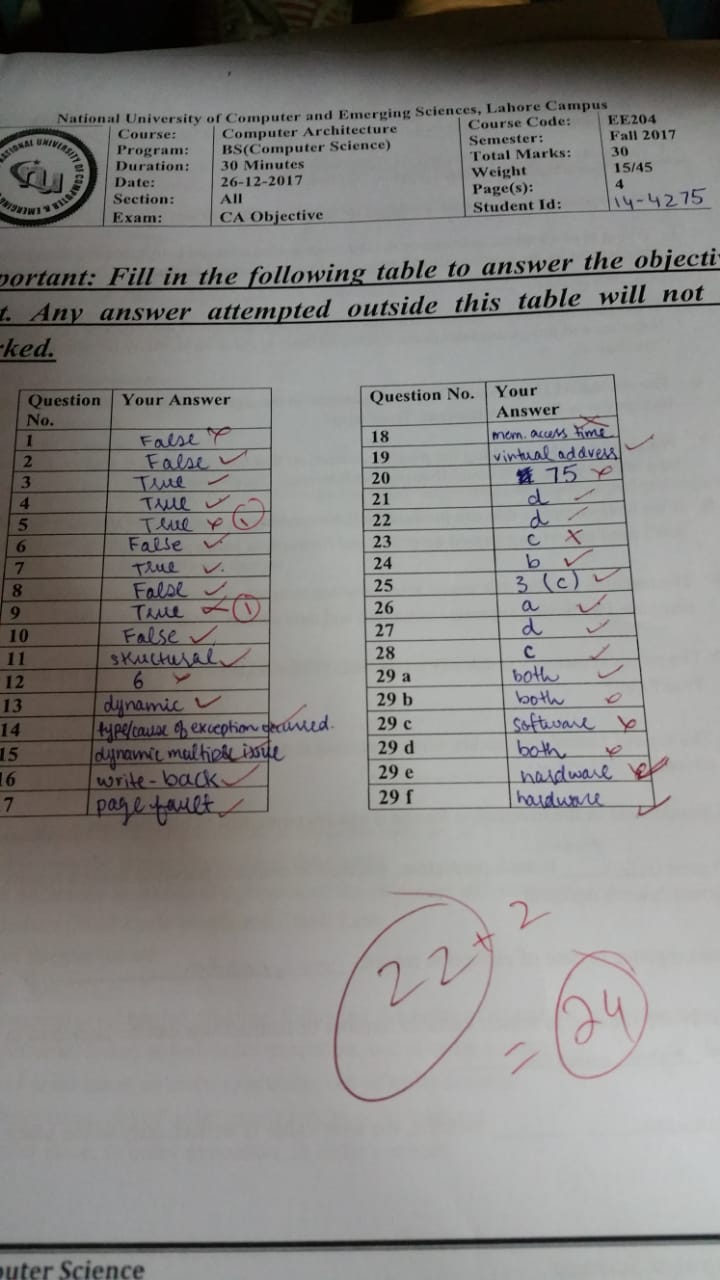 National University of Computer and Emerging Sciences, Lahore Campus
Course: Computer Architecture Course Code: EE204
Program: BS(Computer Science) Semester: Fall 2017
Duration: 30 Minutes Total Marks: 30
Date: 26-12-2017 Weight 15/45
Section: All Page(s): 4
Exam: CA Objective Student Id: 14-4275
portant: Fill in the following table to answer the objecti
t. Any answer attempted outside this table will not
rked.
Question No. Your Answer
1 False
2 False
3 True
4 True
5 True 1
6 False
7 True
8 False
9 True 1
10 False
11 structural
12 6
13 dynamic
14 type/cause of exception occurred.
15 dynamic multiple issue
16 write-back
7 page fault
Question No. Your Answer
18 mem. access time
19 virtual address
20 75
21 d
22 d
23 c
24 b
25 3 (c)
26 a
27 d
28 c
29 a both
29 b both
29 c software
29 d both
29 e hardware
29 f hardware
22 + 2
= 24
puter Science